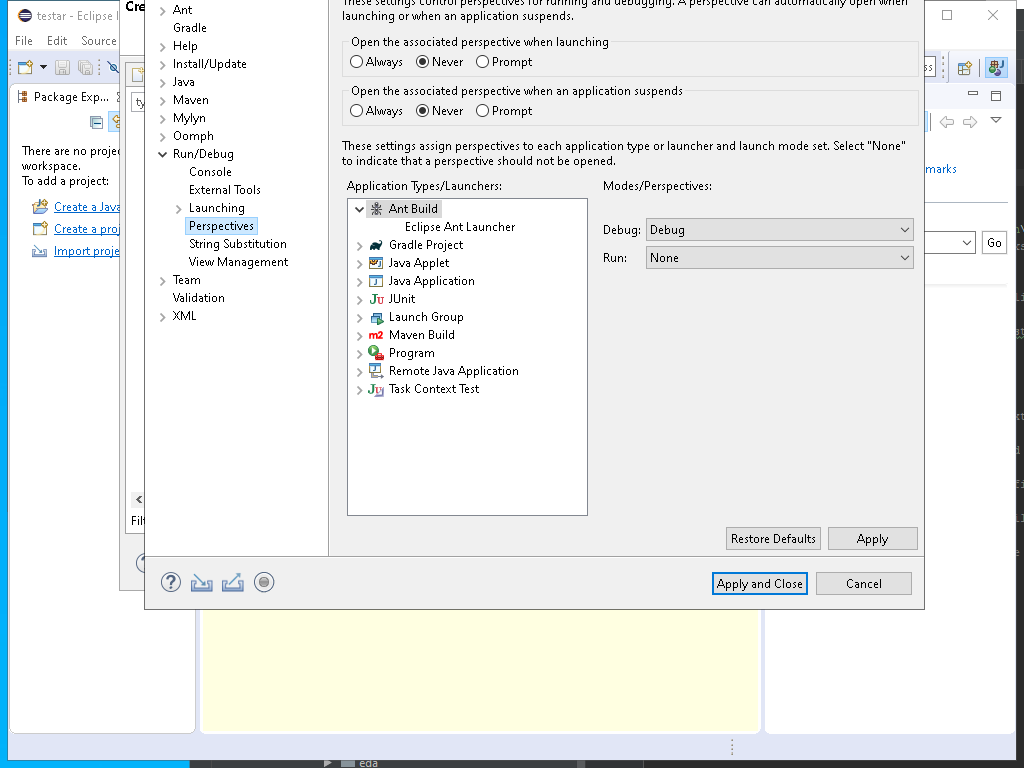 testar - Eclipse I
File Edit Source
Package Exp...
There are no proje
workspace.
To add a project:
Create a Java
Create a proj
Import proje
Cre
ty
Filt
Ant
Gradle
Help
Install/Update
Java
Maven
Mylyn
Oomph
Run/Debug
Console
External Tools
Launching
Perspectives
String Substitution
View Management
Team
Validation
XML
These settings control perspectives for running and debugging. A perspective can automatically open when
launching or when an application suspends.
Open the associated perspective when launching
Always Never Prompt
Open the associated perspective when an application suspends
Always Never Prompt
These settings assign perspectives to each application type or launcher and launch mode set. Select "None"
to indicate that a perspective should not be opened.
Application Types/Launchers:
Ant Build
Eclipse Ant Launcher
Gradle Project
Java Applet
Java Application
JUnit
Launch Group
Maven Build
Program
Remote Java Application
Task Context Test
Modes/Perspectives:
Debug: Debug
Run: None
Restore Defaults Apply
Apply and Close Cancel
ss
marks
Go
eda